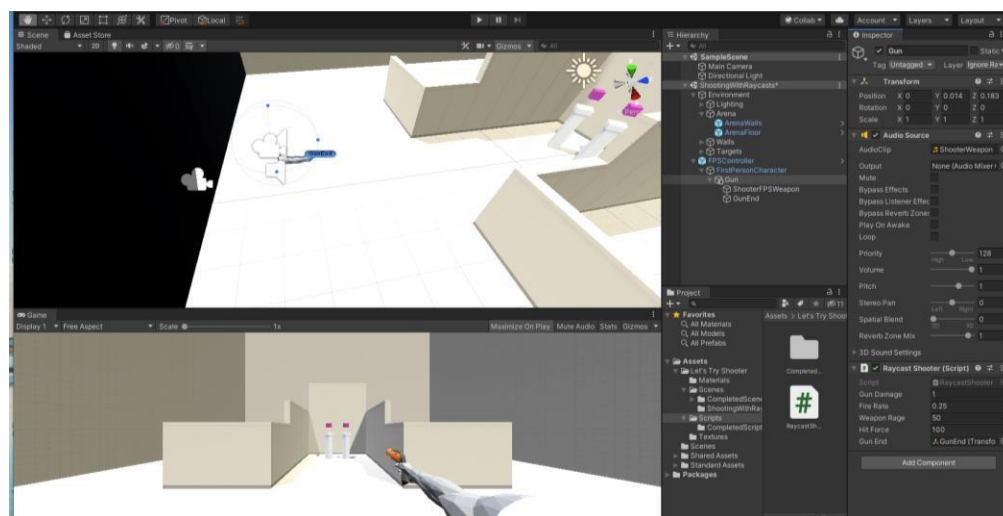 Pivot Local Collab Account Layers Layout
Scene Asset Store
Shaded 2D 0 Gizmos All
Persp
GunEnd
Game
Display 1 Free Aspect Scale 1x Maximize On Play Mute Audio Stats Gizmos
Hierarchy
All
SampleScene
Main Camera
Directional Light
ShootingWithRaycasts*
Environment
Lighting
Arena
ArenaWalls
ArenaFloor
Walls
Targets
FPSController
FirstPersonCharacter
Gun
ShooterFPSWeapon
GunEnd
Project
11
Favorites
All Materials
All Models
All Prefabs
Assets
Let's Try Shooter
Materials
Scenes
CompletedScene
ShootingWithRay
Scripts
CompletedScript
Textures
Scenes
Shared Assets
Standard Assets
Packages
Assets > Let's Try Shoot
Completed...
#
RaycastSh...
Inspector
Gun Static
Tag Untagged Layer Ignore Ra
Transform
Position X 0 Y 0.014 Z 0.183
Rotation X 0 Y 0 Z 0
Scale X 1 Y 1 Z 1
Audio Source
AudioClip ShooterWeapon
Output None (Audio Mixer
Mute
Bypass Effects
Bypass Listener Effec
Bypass Reverb Zones
Play On Awake
Loop
Priority 128
High Low
Volume 1
Pitch 1
Stereo Pan 0
Left Right
Spatial Blend 0
2D 3D
Reverb Zone Mix 1
3D Sound Settings
Raycast Shooter (Script)
Script RaycastShooter
Gun Damage 1
Fire Rate 0.25
Weapon Rage 50
Hit Force 100
Gun End GunEnd (Transfo
Add Component